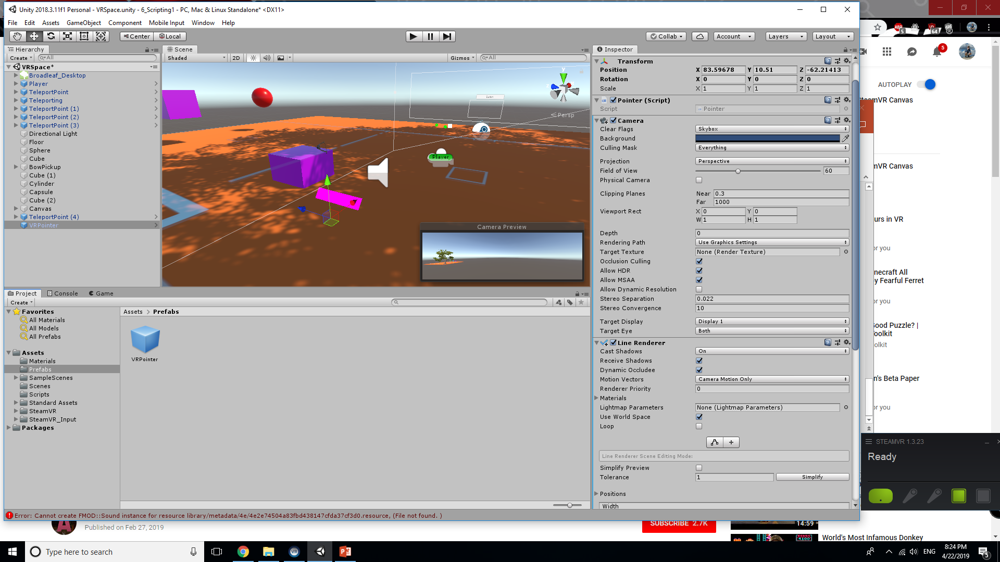 Unity 2018.3.11f1 Personal - VRSpace.unity - 6_Scripting1 - PC, Mac & Linux Standalone* <DX11>
File Edit Assets GameObject Component Mobile Input Window Help
Center Local
Collab Account Layers Layout
Hierarchy
Create All
VRSpace*
Broadleaf_Desktop
Player
TeleportPoint
Teleporting
TeleportPoint (1)
TeleportPoint (2)
TeleportPoint (3)
Directional Light
Floor
Sphere
Cube
BowPickup
Cube (1)
Cylinder
Capsule
Cube (2)
Canvas
TeleportPoint (4)
VRPointer
Scene
Shaded 2D Gizmos All
Button
y
Persp
Player
Camera Preview
Inspector
Transform
Position X 83.59678 Y 10.51 Z -62.21413
Rotation X 0 Y 0 Z 0
Scale X 1 Y 1 Z 1
Pointer (Script)
Script Pointer
Camera
Clear Flags Skybox
Background
Culling Mask Everything
Projection Perspective
Field of View 60
Physical Camera
Clipping Planes Near 0.3
Far 1000
Viewport Rect X 0 Y 0
W 1 H 1
Depth 0
Rendering Path Use Graphics Settings
Target Texture None (Render Texture)
Occlusion Culling
Allow HDR
Allow MSAA
Allow Dynamic Resolution
Stereo Separation 0.022
Stereo Convergence 10
Target Display Display 1
Target Eye Both
Line Renderer
Cast Shadows On
Receive Shadows
Dynamic Occludee
Motion Vectors Camera Motion Only
Renderer Priority 0
Materials
Lightmap Parameters None (Lightmap Parameters)
Use World Space
Loop
Line Renderer Scene Editing Mode:
Simplify Preview
Tolerance 1 Simplify
Positions
Width
Project Console Game
Create
Favorites
All Materials
All Models
All Prefabs
Assets
Materials
Prefabs
SampleScenes
Scenes
Scripts
Standard Assets
SteamVR
SteamVR_Input
Packages
Assets > Prefabs
VRPointer
Error: Cannot create FMOD::Sound instance for resource library/metadata/4e/4e2e74504a83fbd438147cfda37cf3d0.resource, (File not found. )
ABP 5 64
5
AUTOPLAY
SteamVR Canvas
mVR Canvas
urs in VR
or you
necraft All
y Fearful Ferret
or you
Good Puzzle? |
oolkit
olkit
n's Beta Paper
or you
STEAMVR 1.3.23
Ready
Published on Feb 27, 2019
SUBSCRIBE 2.7K
14:59
World's Most Infamous Donkey
Type here to search
ENG
8:24 PM
4/22/2019
5